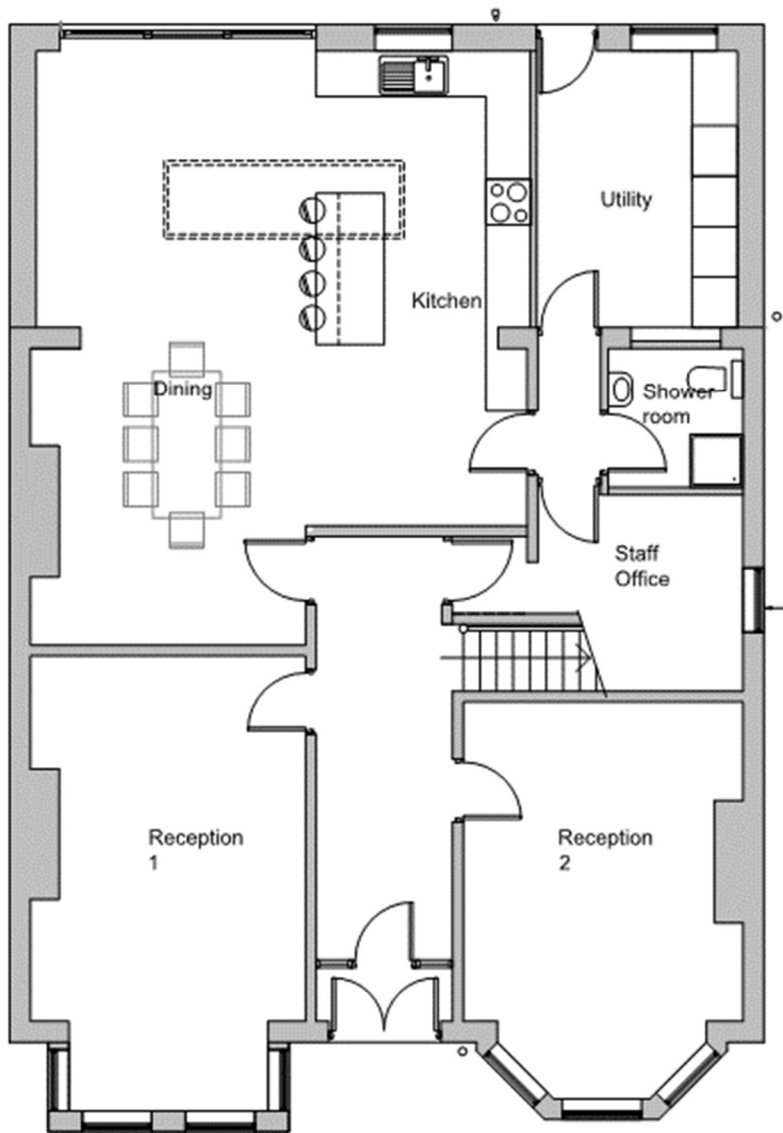 Utility
Kitchen
Dining
Shower
room
Staff
Office
Reception
1
Reception
2